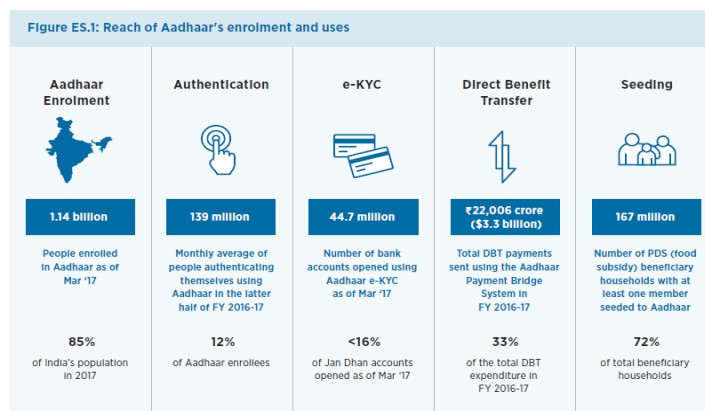 Figure ES.1: Reach of Aadhaar's enrolment and uses
Aadhaar
Enrolment
1.14 billion
People enrolled
in Aadhaar as of
Mar ‘17
85%
of India's population
in 2017
Authentication
139 million
Monthly average of
people authenticating
themselves using
Aadhaar in the latter
half of FY 2016-17
12%
of Aadhaar enrollees
e-KYC
44.7 million
Number of bank
accounts opened using
Aadhaar e-KYC
as of Mar ‘17
<16%
of Jan Dhan accounts
opened as of Mar ‘17
Direct Benefit
Transfer
₹22,006 crore
($3.3 billion)
Total DBT payments
sent using the Aadhaar
Payment Bridge
System in
FY 2016-17
33%
of the total DBT
expenditure in
FY 2016-17
Seeding
167 million
Number of PDS (food
subsidy) beneficiary
households with at
least one member
seeded to Aadhaar
72%
of total beneficiary
households